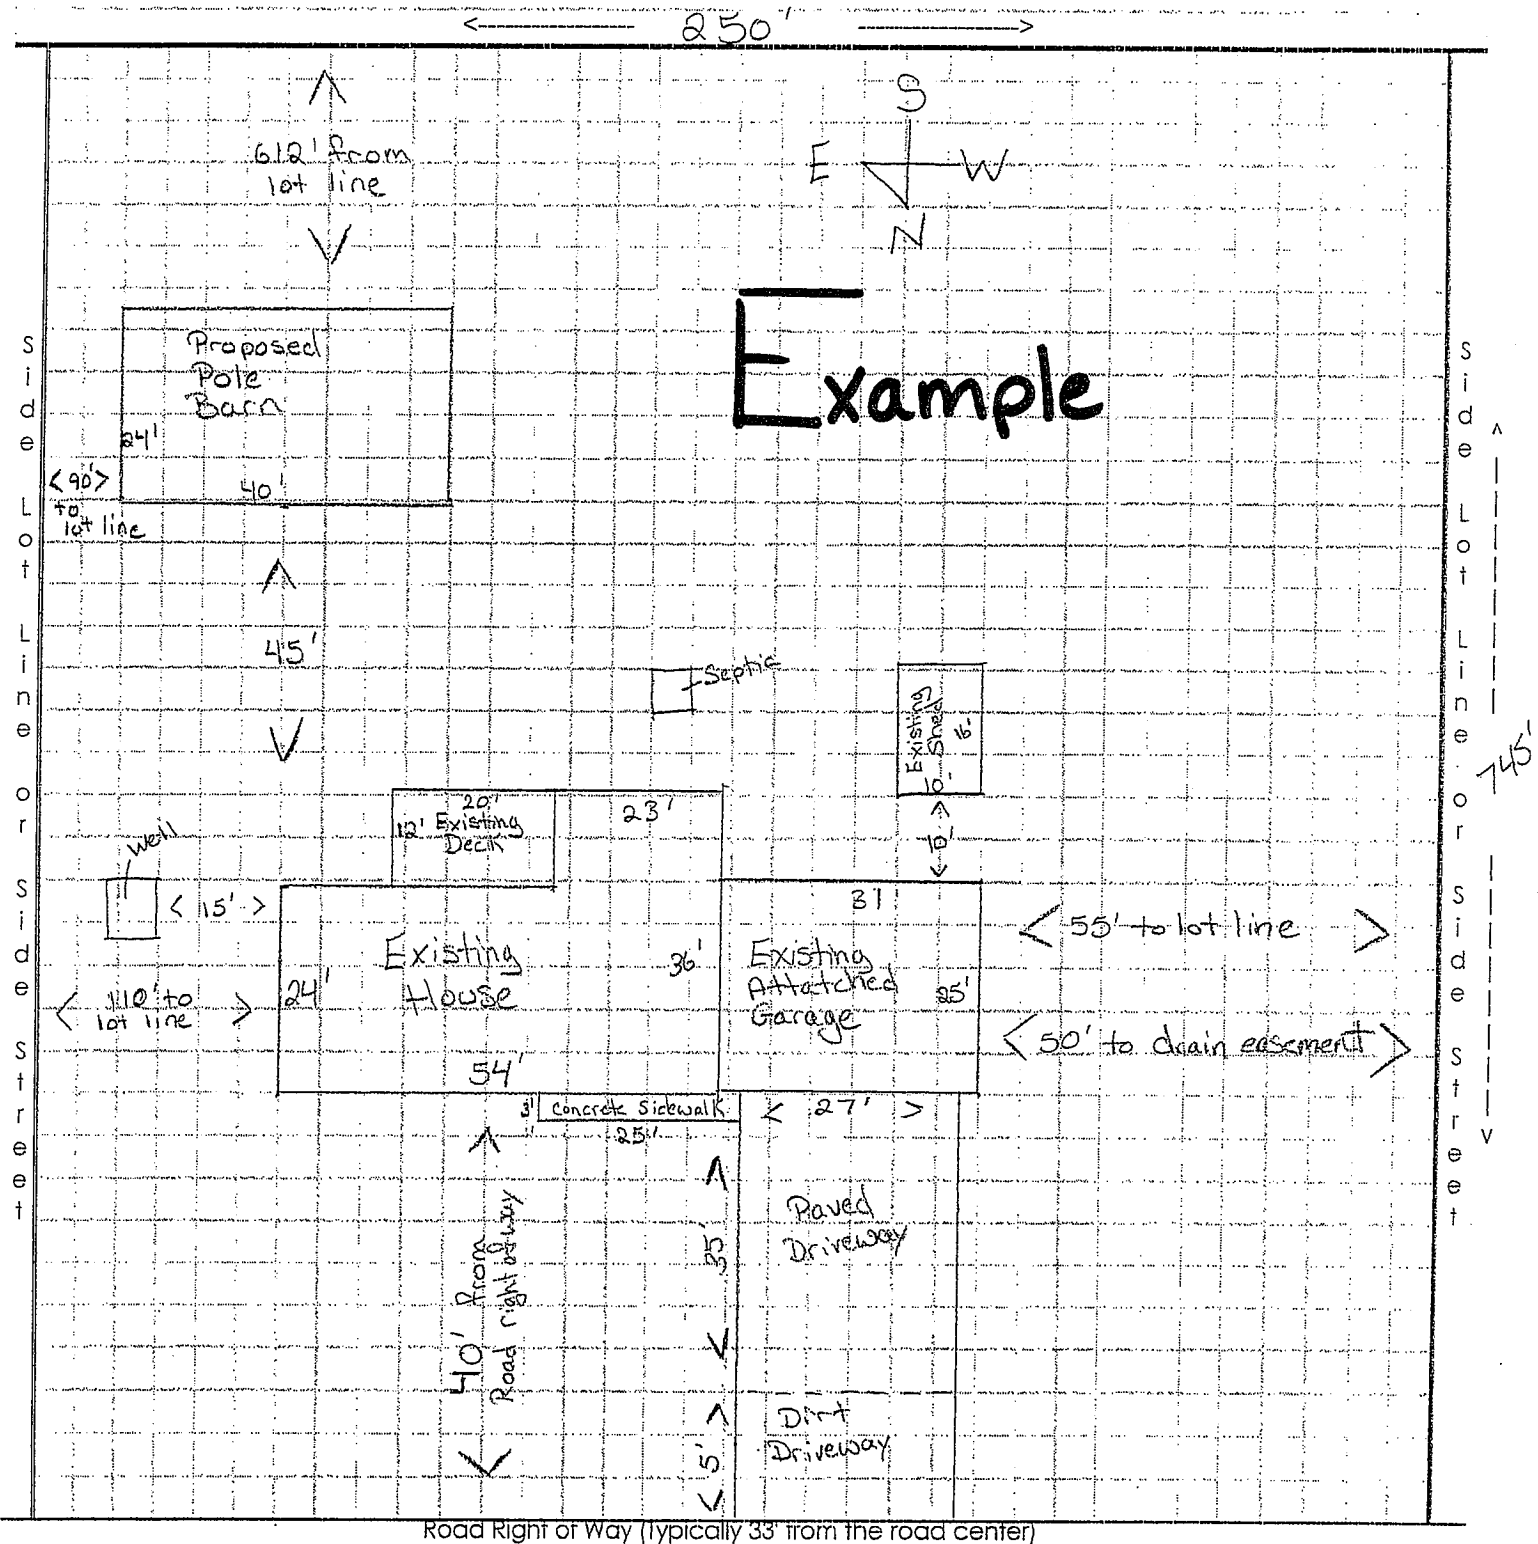 250'
612' from
lot line
S
E W
N
Example
Proposed
Pole
Barn
24'
40'
<90'>
to
lot line
Side Lot Line or Side Street
Side Lot Line or Side Street
745'
45'
Septic
Existing
Shed
16'
10'
10'
20'
12' Existing
Deck
23'
Well
< 15' >
110' to
lot line
24'
Existing
House
36'
54'
31
Existing
Attatched
Garage
25'
55' to lot line
50' to drain easement
3' Concrete Sidewalk
25'
< 27' >
40' from
Road right of way
35'
Paved
Driveway
5'
Dirt
Driveway
Road Right of Way (Typically 33' from the road center)